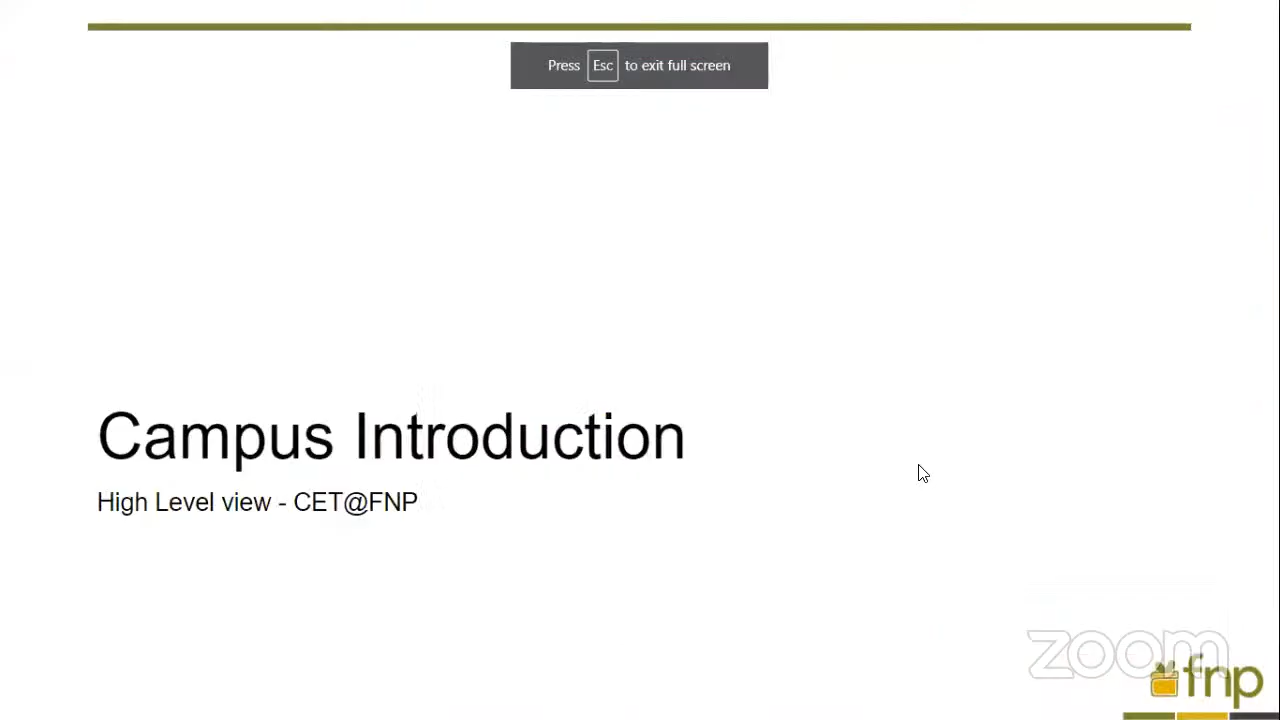 Press Esc to exit full screen
Campus Introduction
High Level view - CET@FNP
zoom
fnp